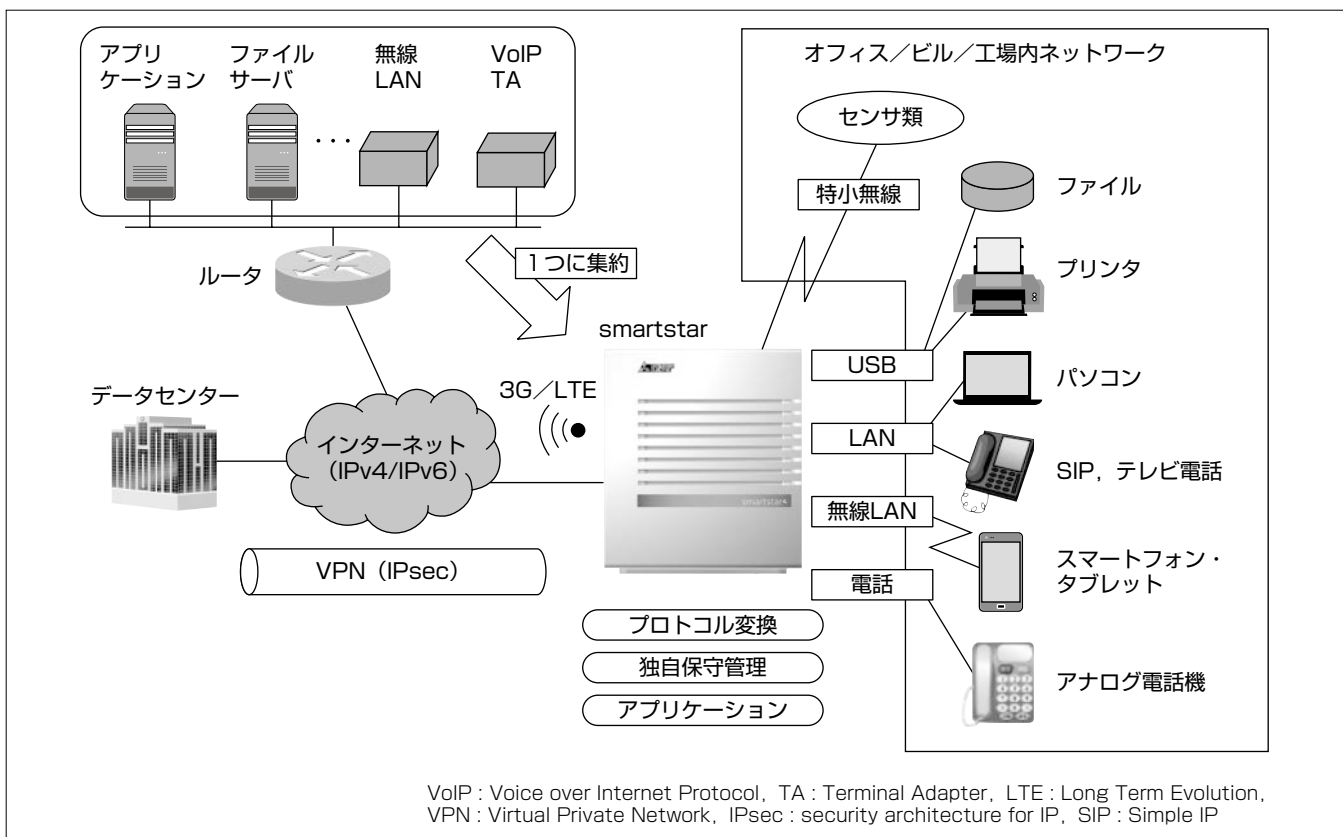 アプリ
ケーション
ファイル
サーバ
無線
LAN
VoIP
TA
・・・
ルータ
1つに集約
smartstar
3G／LTE
データセンター
インターネット
(IPv4/IPv6)
VPN（IPsec）
smartstar
プロトコル変換
独自保守管理
アプリケーション
オフィス／ビル／工場内ネットワーク
センサ類
特小無線
ファイル
プリンタ
USB
パソコン
LAN
SIP，テレビ電話
無線LAN
スマートフォン・
タブレット
電話
アナログ電話機
VoIP : Voice over Internet Protocol，TA : Terminal Adapter，LTE : Long Term Evolution，
VPN : Virtual Private Network，IPsec : security architecture for IP，SIP : Simple IP